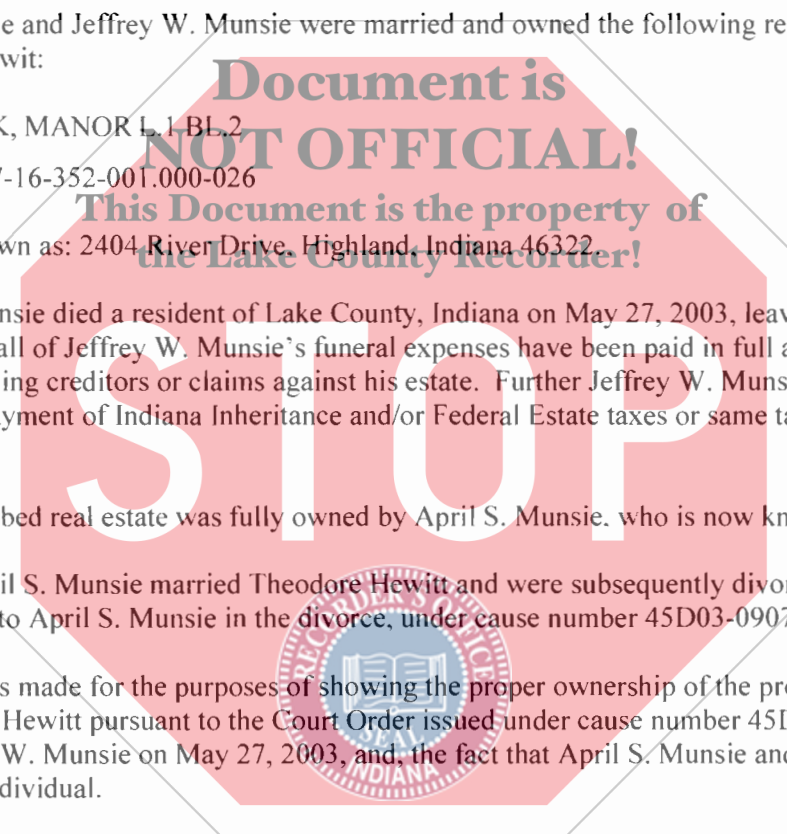 e and Jeffrey W. Munsie were married and owned the following re
wit:
Document is
K, MANOR L.1 BL.2
NOT OFFICIAL!
7-16-352-001.000-026
This Document is the property of
wn as: 2404 River Drive, Highland, Indiana 46322.
the Lake County Recorder!
nsie died a resident of Lake County, Indiana on May 27, 2003, leav
all of Jeffrey W. Munsie's funeral expenses have been paid in full a
ing creditors or claims against his estate. Further Jeffrey W. Muns
yment of Indiana Inheritance and/or Federal Estate taxes or same ta
STOP
bed real estate was fully owned by April S. Munsie, who is now kn
il S. Munsie married Theodore Hewitt and were subsequently divo
to April S. Munsie in the divorce, under cause number 45D03-0907
s made for the purposes of showing the proper ownership of the pr
Hewitt pursuant to the Court Order issued under cause number 45D
W. Munsie on May 27, 2003, and, the fact that April S. Munsie and
dividual.
RECORDER'S OFFICE
SEAL
INDIANA